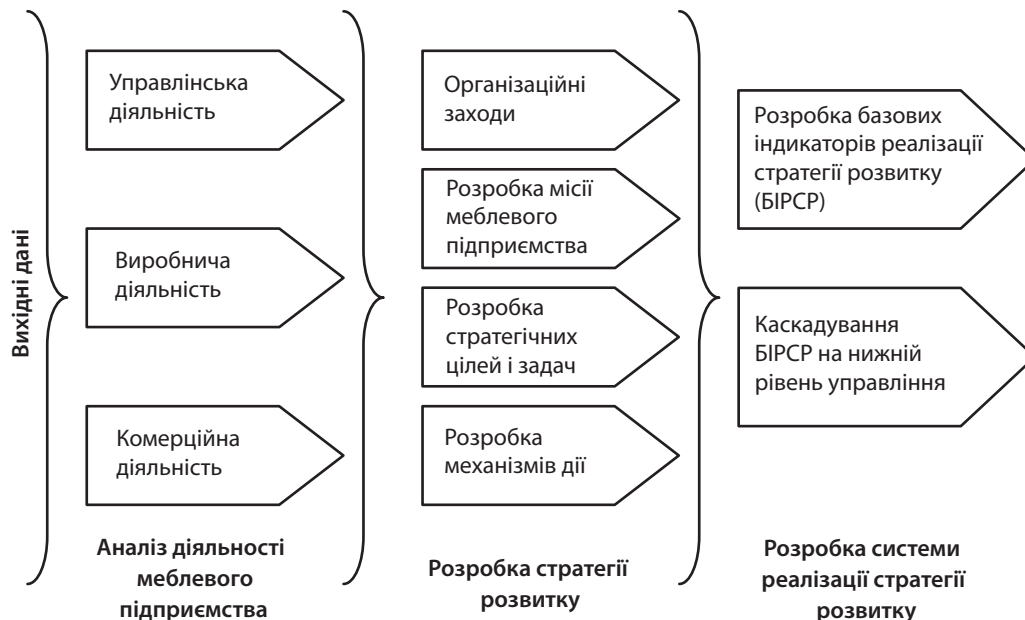 Вихідні дані
Управлінська
діяльність
Виробнича
діяльність
Комерційна
діяльність
Аналіз діяльності
меблевого
підприємства
Організаційні
заходи
Розробка місії
меблевого
підприємства
Розробка
стратегічних
цілей і задач
Розробка
механізмів дії
Розробка стратегії
розвитку
Розробка базових
індикаторів реалізації
стратегії розвитку
(БІРСР)
Каскадування
БІРСР на нижній
рівень управління
Розробка системи
реалізації стратегії
розвитку